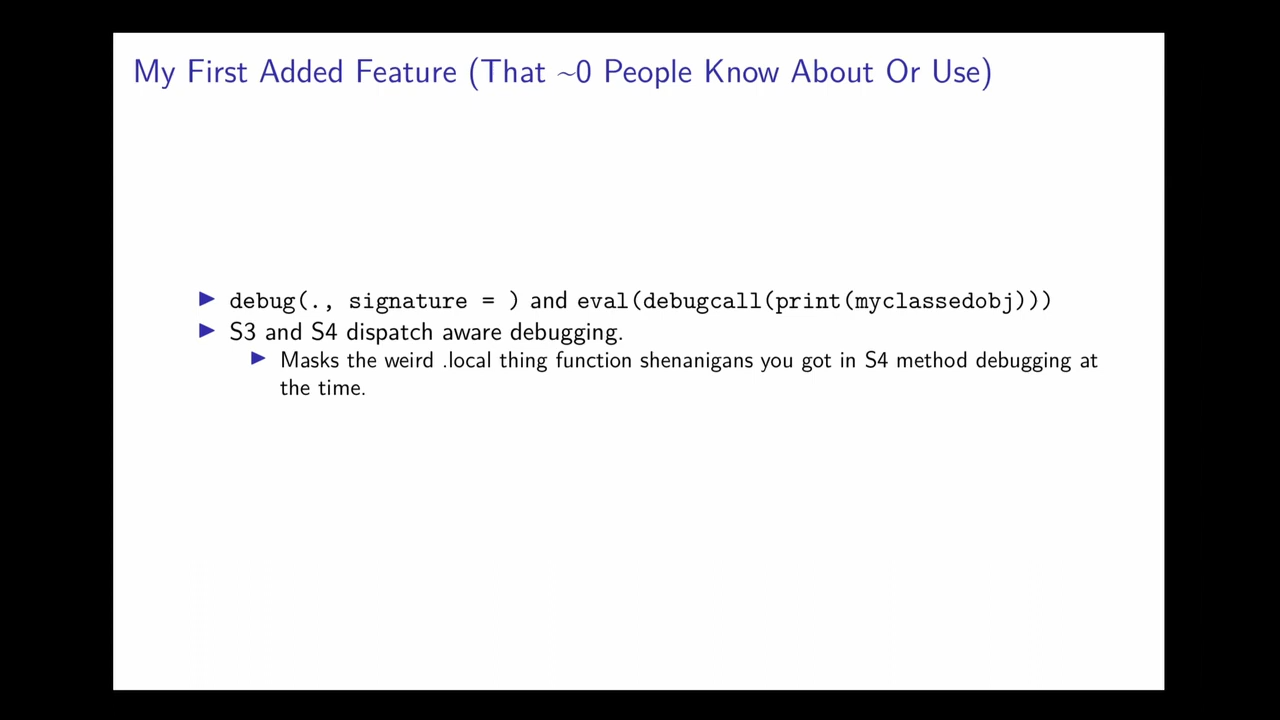 My First Added Feature (That ~0 People Know About Or Use)
debug(., signature = ) and eval(debugcall(print(myclassedobj)))
S3 and S4 dispatch aware debugging.
Masks the weird .local thing function shenanigans you got in S4 method debugging at
the time.